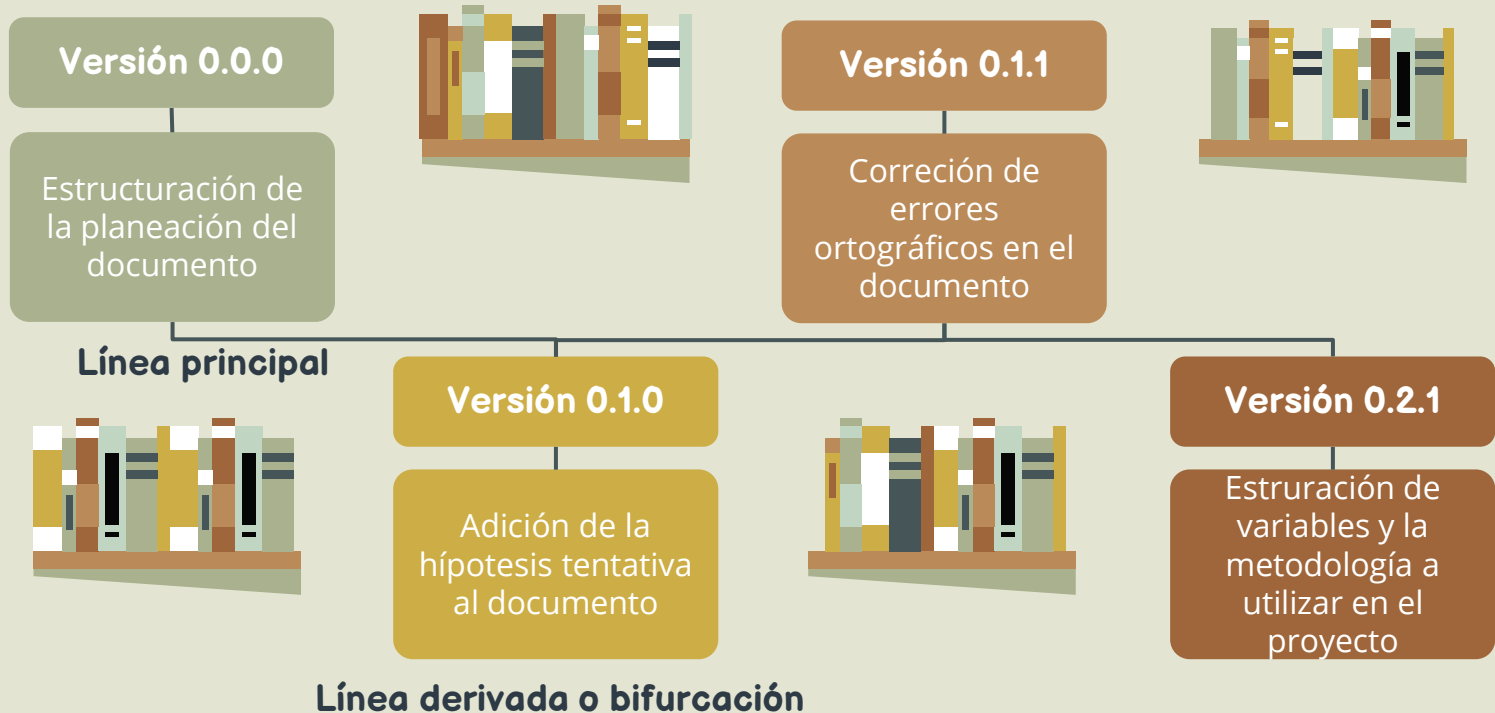 Versión 0.0.0
Estructuración de
la planeación del
documento
Versión 0.1.1
Correción de
errores
ortográficos en el
documento
Línea principal
Versión 0.1.0
Adición de la
hípotesis tentativa
al documento
Versión 0.2.1
Estruración de
variables y la
metodología a
utilizar en el
proyecto
Línea derivada o bifurcación